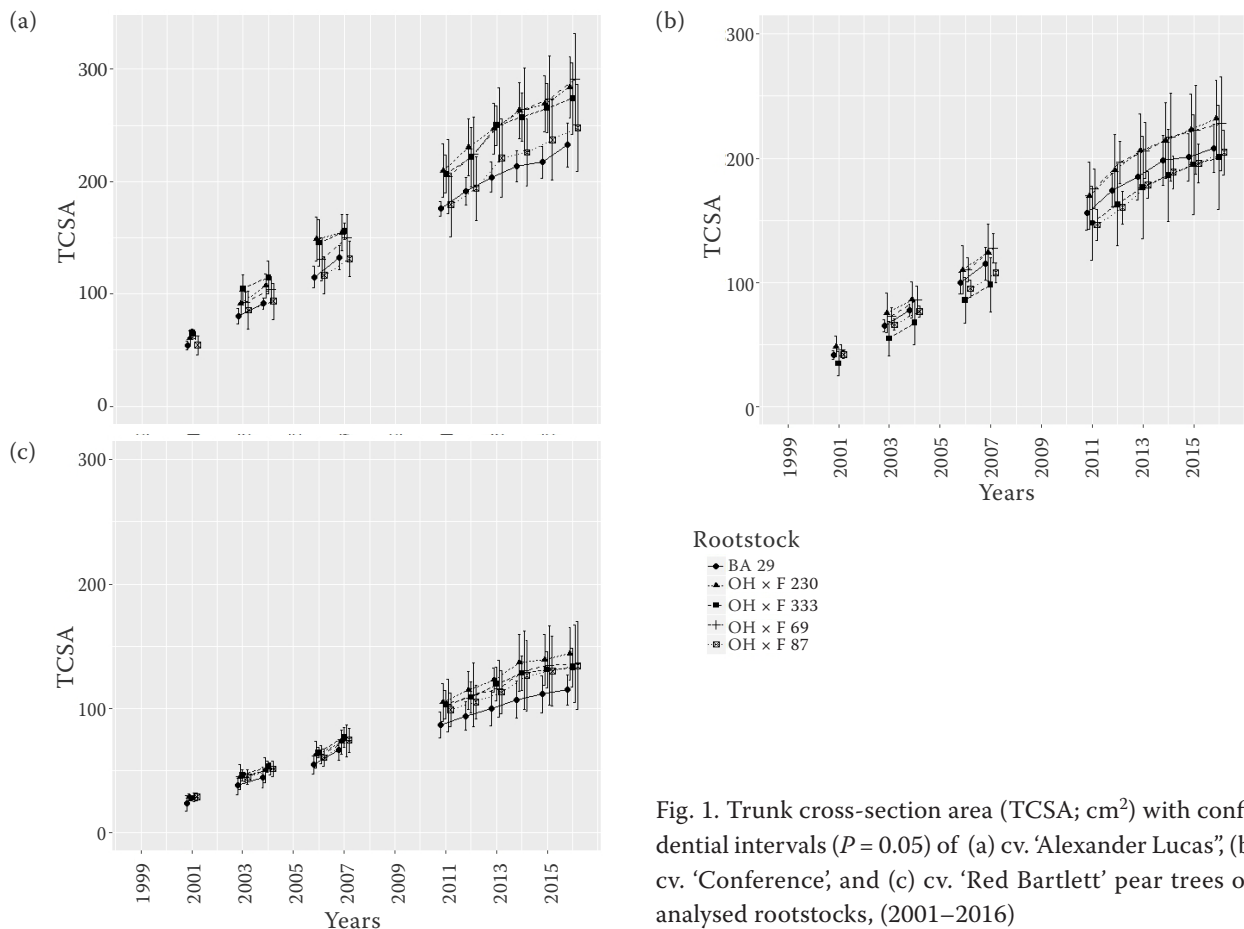 (a)
300
200
100
0
TCSA
(b)
300
200
100
0
TCSA
1999
2001
2003
2005
2007
2009
2011
2013
2015
Years
(c)
300
200
100
0
TCSA
1999
2001
2003
2005
2007
2009
2011
2013
2015
Years
Rootstock
BA 29
OH × F 230
OH × F 333
OH × F 69
OH × F 87
Fig. 1. Trunk cross-section area (TCSA; cm²) with conf
dential intervals (P = 0.05) of (a) cv. ‘Alexander Lucas”, (b
cv. ‘Conference’, and (c) cv. ‘Red Bartlett’ pear trees o
analysed rootstocks, (2001–2016)